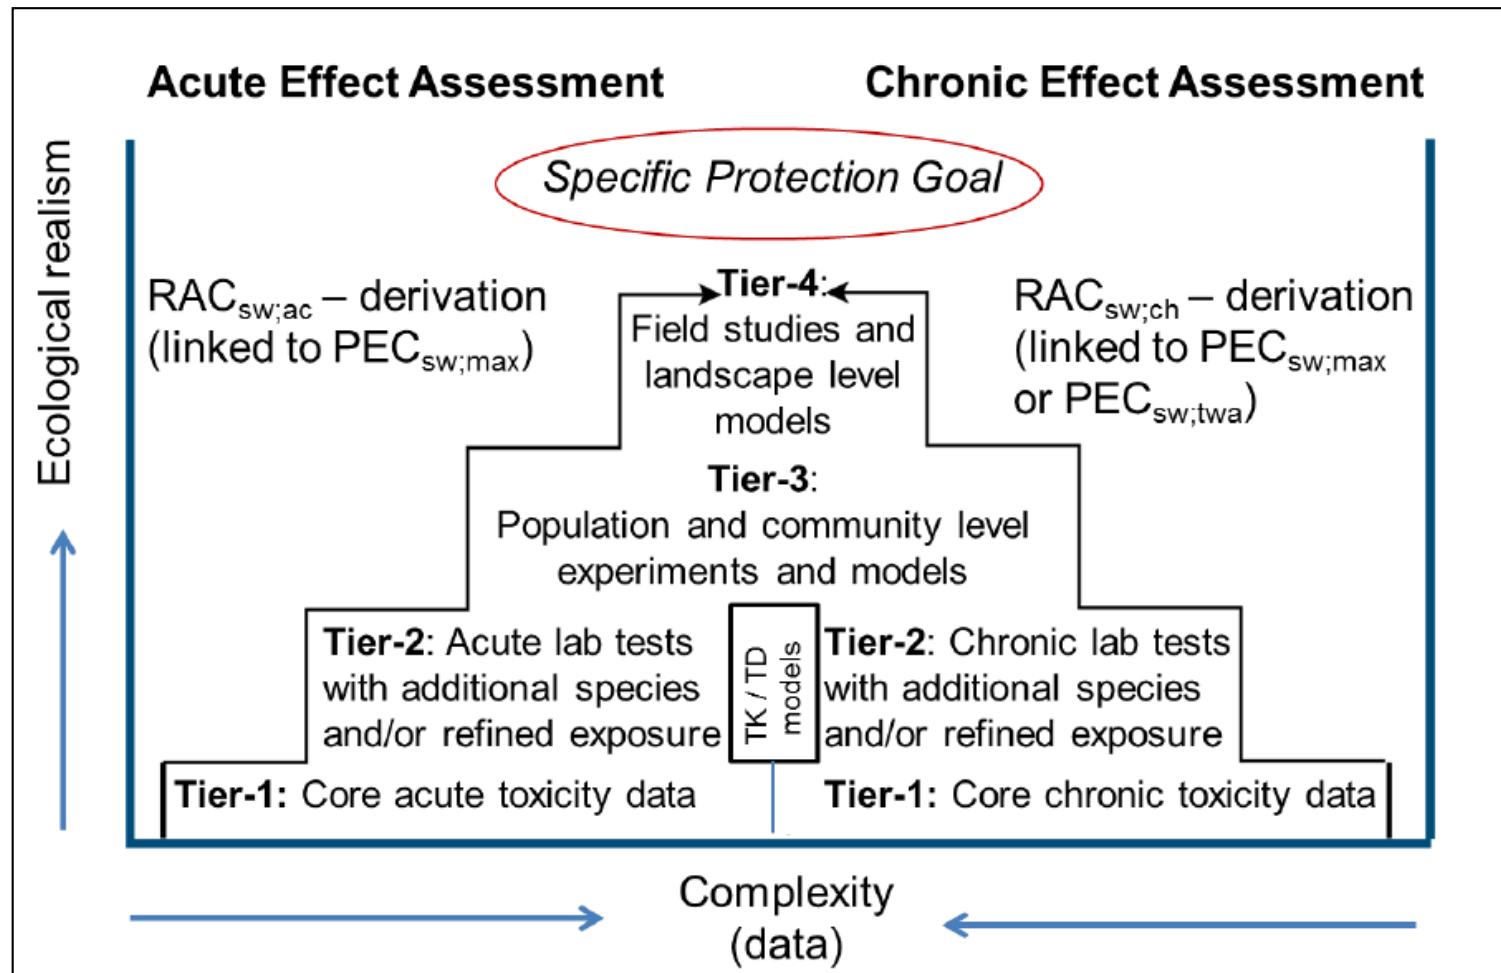 Acute Effect Assessment
Chronic Effect Assessment
Specific Protection Goal
Ecological realism
RACsw;ac – derivation
(linked to PECsw;max)
RACsw;ch – derivation
(linked to PECsw;max
or PECsw;twa)
Tier-4:
Field studies and
landscape level
models
Tier-3:
Population and community level
experiments and models
Tier-2: Acute lab tests
with additional species
and/or refined exposure
TK / TD
models
Tier-2: Chronic lab tests
with additional species
and/or refined exposure
Tier-1: Core acute toxicity data
Tier-1: Core chronic toxicity data
Complexity
(data)